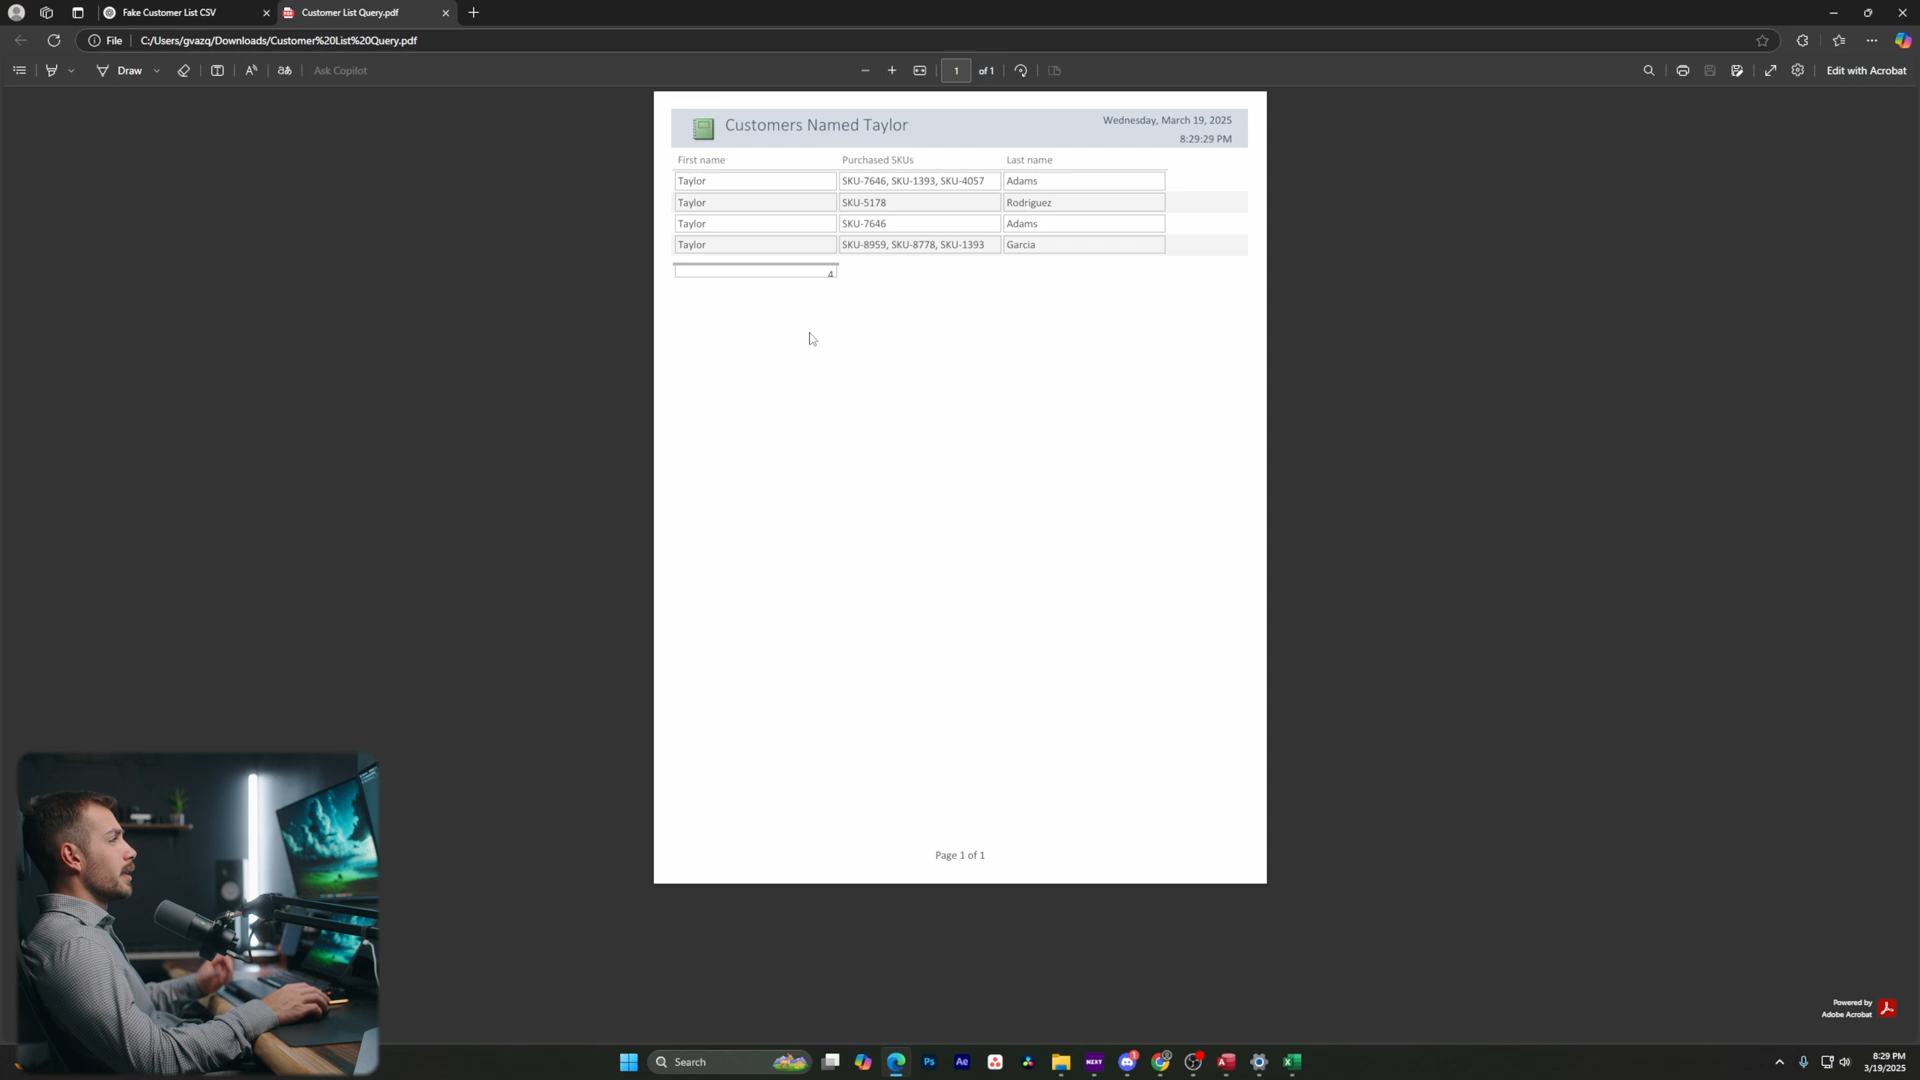 Fake Customer List CSV
Customer List Query.pdf
File
C:/Users/gvazq/Downloads/Customer%20List%20Query.pdf
Draw
Ask Copilot
1
of 1
Edit with Acrobat
Customers Named Taylor
Wednesday, March 19, 2025
8:29:29 PM
First name Purchased SKUs Last name
Taylor SKU-7646, SKU-1393, SKU-4057 Adams
Taylor SKU-5178 Rodriguez
Taylor SKU-7646 Adams
Taylor SKU-8959, SKU-8778, SKU-1393 Garcia
4
Page 1 of 1
Powered by
Adobe Acrobat
Search
Ps
Ae
NEXT
1
8:29 PM
3/19/2025